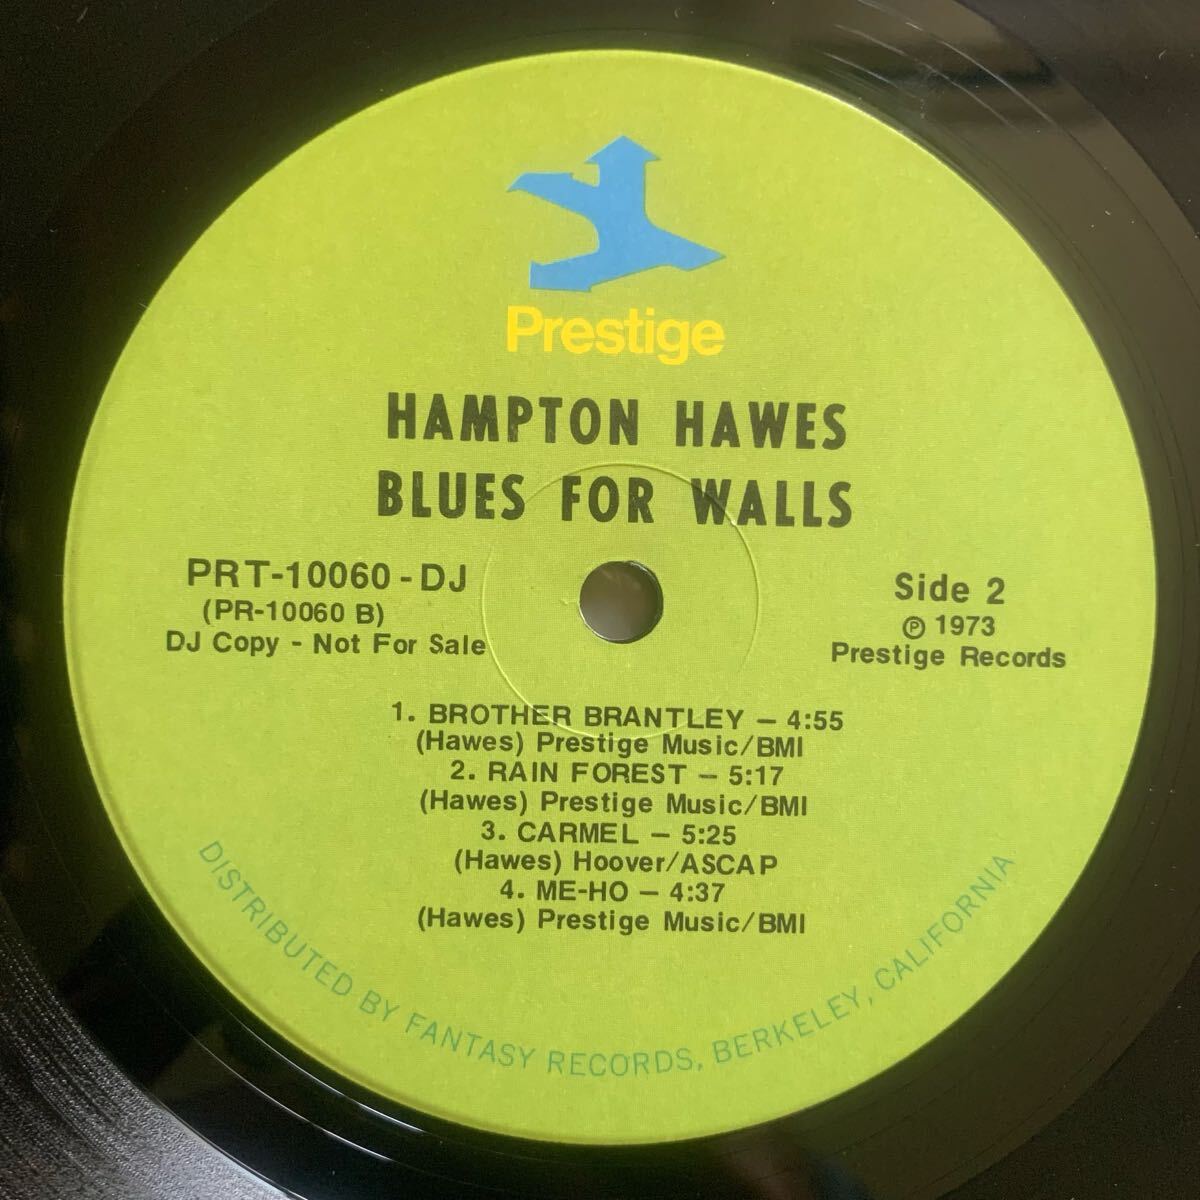 Prestige
HAMPTON HAWES
BLUES FOR WALLS
PRT-10060-DJ
(PR-10060 B)
DJ Copy - Not For Sale
Side 2
℗ 1973
Prestige Records
1. BROTHER BRANTLEY – 4:55
(Hawes) Prestige Music/BMI
2. RAIN FOREST – 5:17
(Hawes) Prestige Music/BMI
3. CARMEL – 5:25
(Hawes) Hoover/ASCAP
4. ME-HO – 4:37
(Hawes) Prestige Music/BMI
DISTRIBUTED BY FANTASY RECORDS, BERKELEY, CALIFORNIA